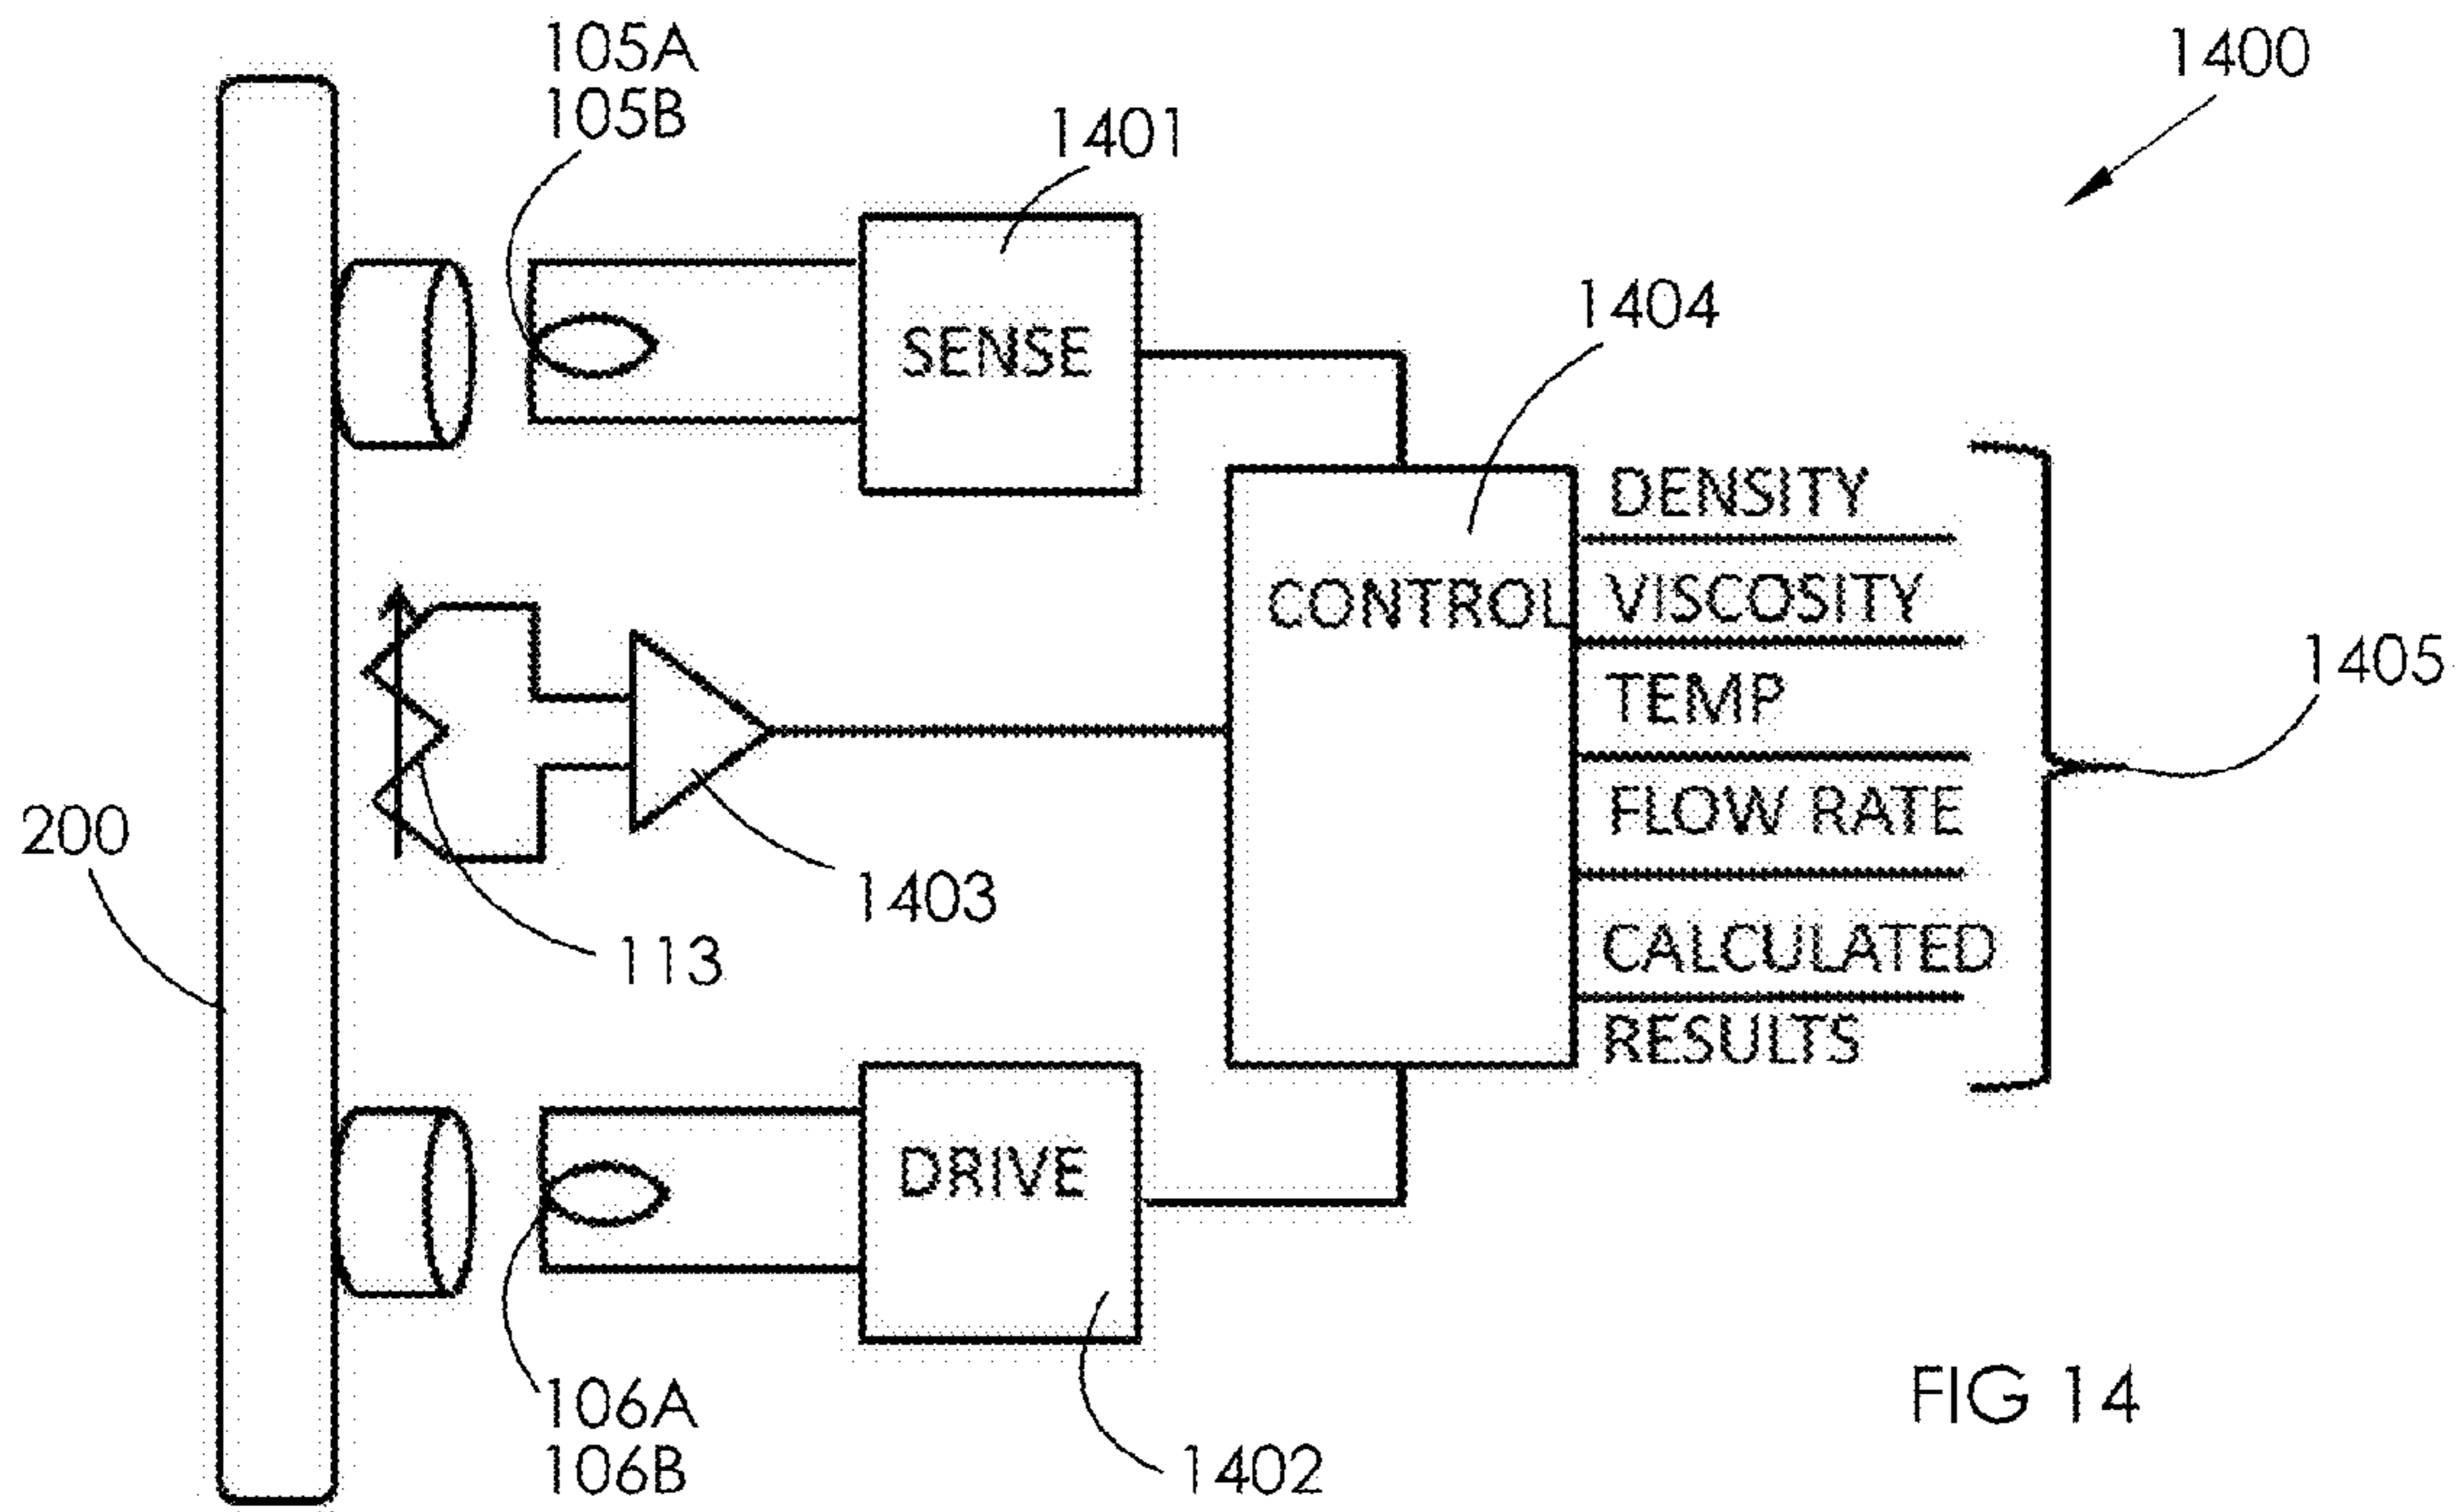 105A
105B
1400
1401
SENSE
1404
DENSITY
CONTROL
VISCOSITY
TEMP
1405
FLOW RATE
200
1403
113
CALCULATED
RESULTS
DRIVE
106A
106B
1402
FIG 14